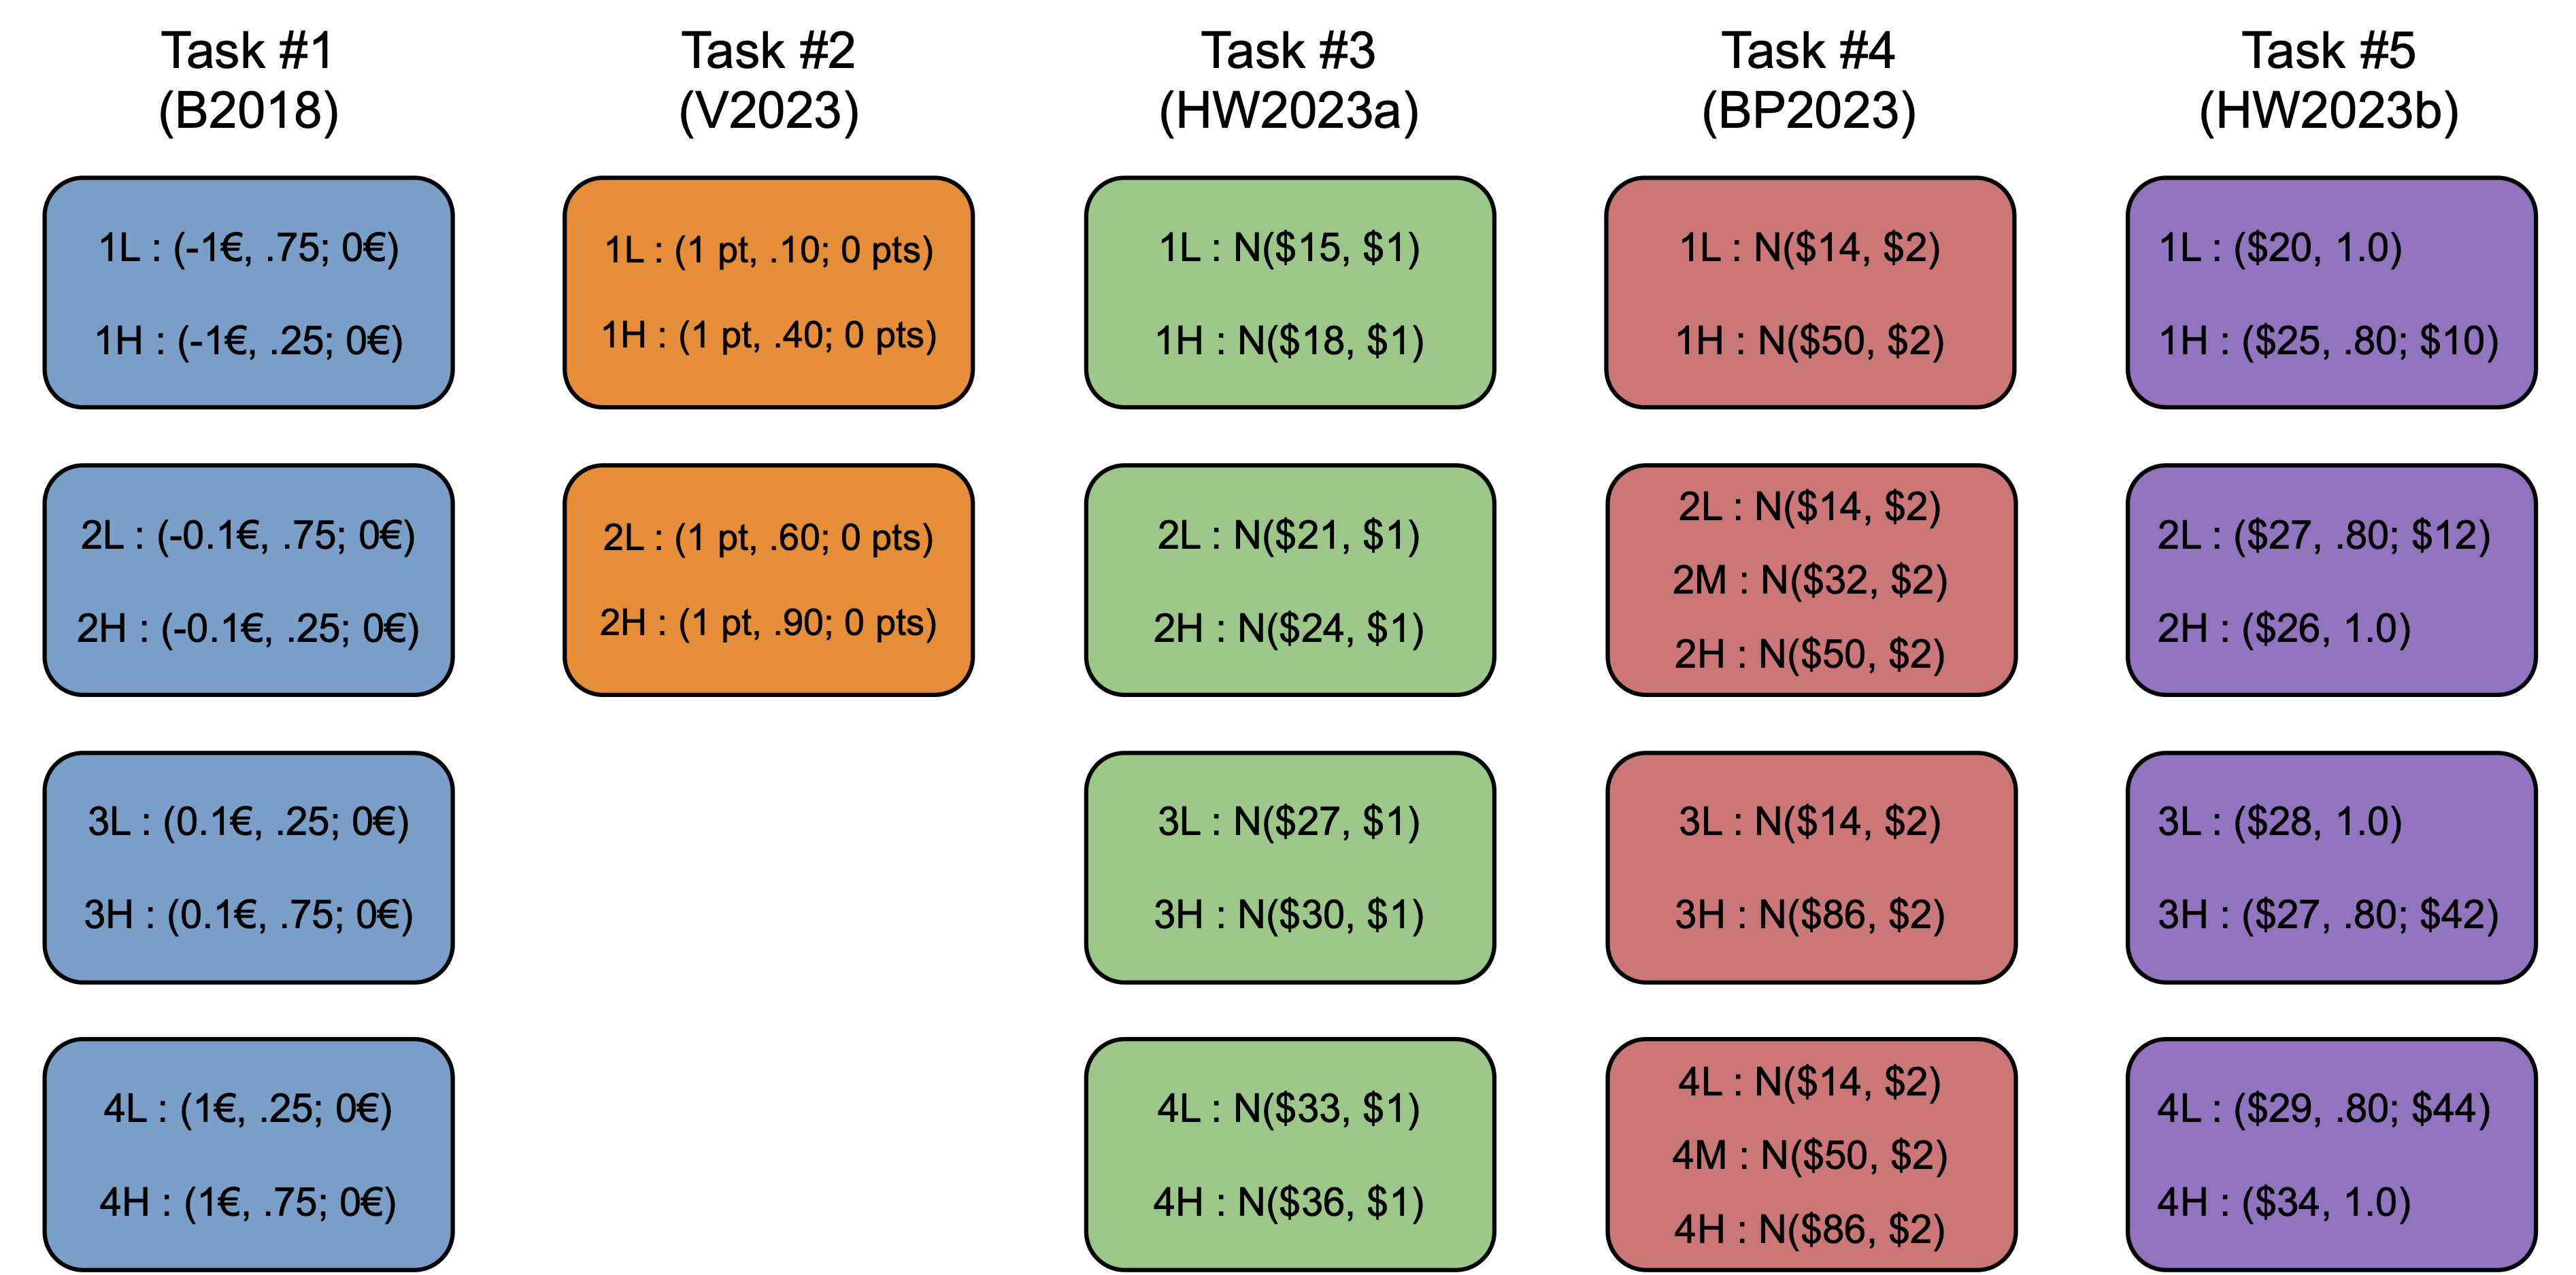 Task #1
(B2018)
1L : (-1€, .75; 0€)
1H : (-1€, .25; 0€)
2L : (-0.1€, .75; 0€)
2H : (-0.1€, .25; 0€)
3L : (0.1€, .25; 0€)
3H : (0.1€, .75; 0€)
4L : (1€, .25; 0€)
4H : (1€, .75; 0€)
Task #2
(V2023)
1L : (1 pt, .10; 0 pts)
1H : (1 pt, .40; 0 pts)
2L : (1 pt, .60; 0 pts)
2H : (1 pt, .90; 0 pts)
Task #3
(HW2023a)
1L : N($15, $1)
1H : N($18, $1)
2L : N($21, $1)
2H : N($24, $1)
3L : N($27, $1)
3H : N($30, $1)
4L : N($33, $1)
4H : N($36, $1)
Task #4
(BP2023)
1L : N($14, $2)
1H : N($50, $2)
2L : N($14, $2)
2M : N($32, $2)
2H : N($50, $2)
3L : N($14, $2)
3H : N($86, $2)
4L : N($14, $2)
4M : N($50, $2)
4H : N($86, $2)
Task #5
(HW2023b)
1L : ($20, 1.0)
1H : ($25, .80; $10)
2L : ($27, .80; $12)
2H : ($26, 1.0)
3L : ($28, 1.0)
3H : ($27, .80; $42)
4L : ($29, .80; $44)
4H : ($34, 1.0)